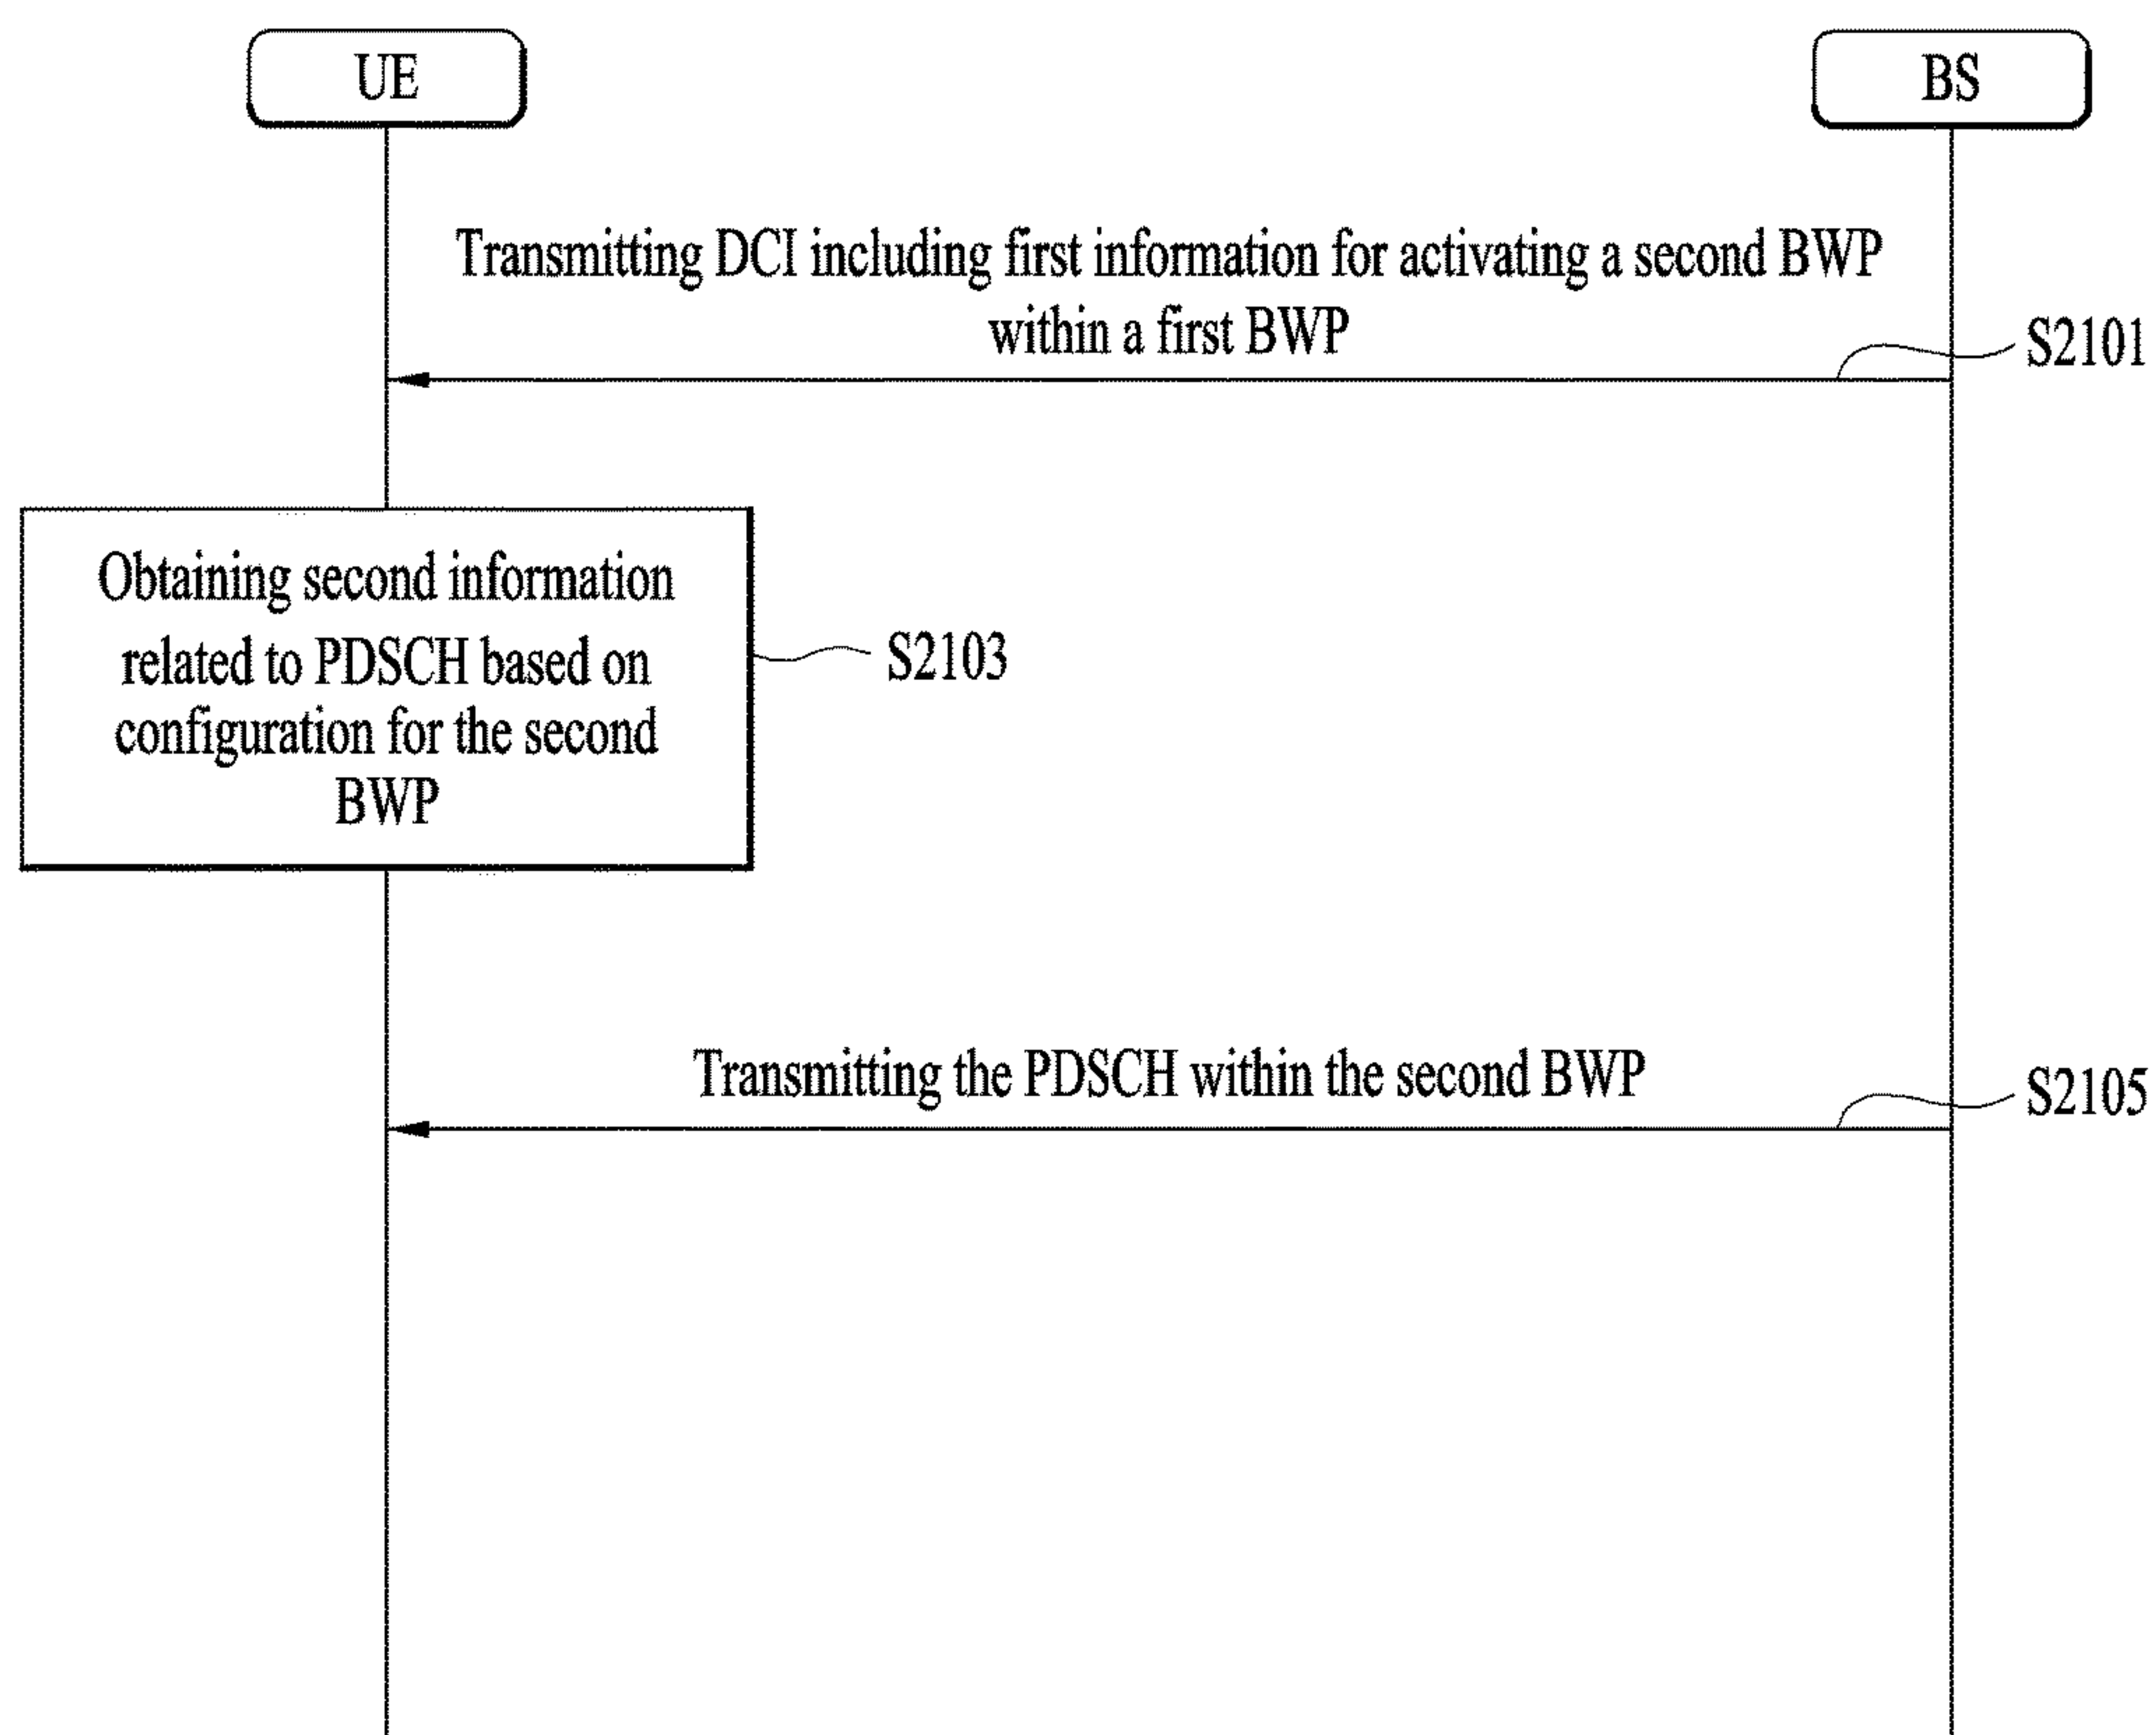 UE
BS
Transmitting DCI including first information for activating a second BWP
within a first BWP
S2101
Obtaining second information
related to PDSCH based on
configuration for the second
BWP
S2103
Transmitting the PDSCH within the second BWP
S2105